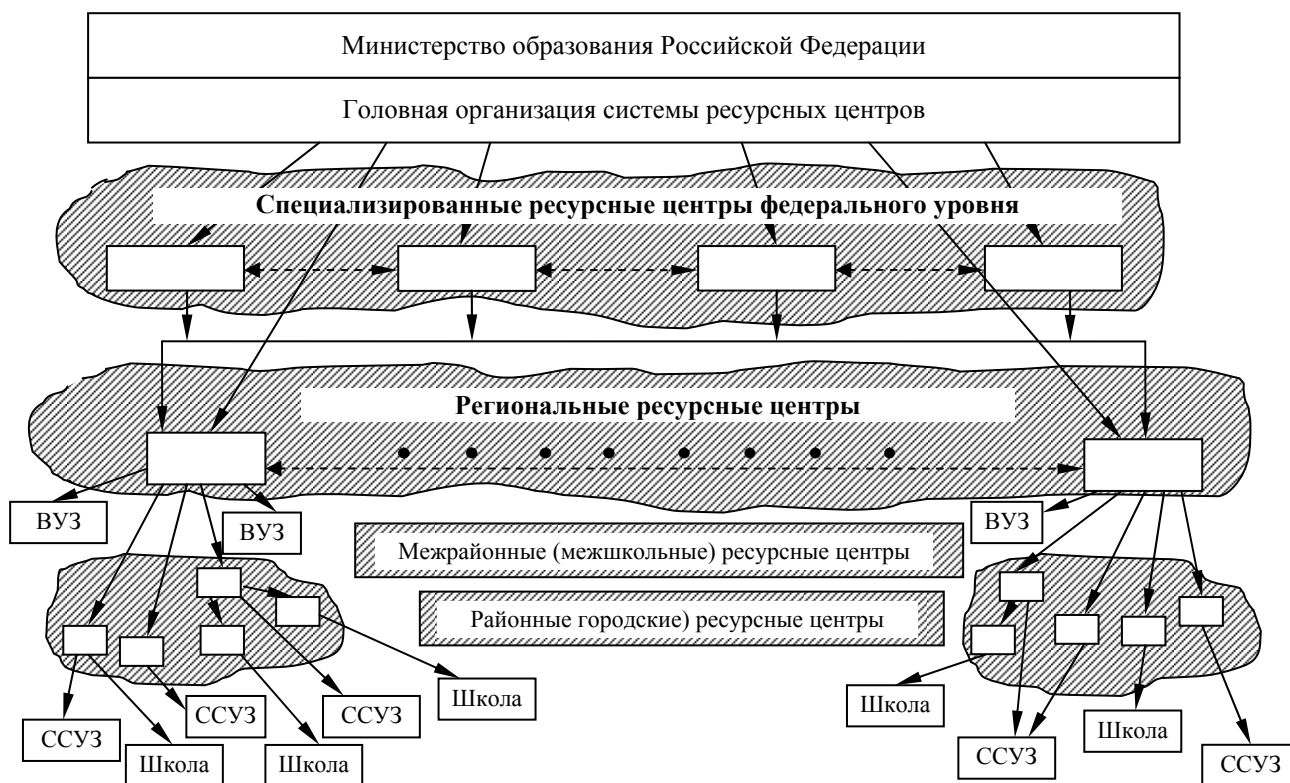 Министерство образования Российской Федерации
Головная организация системы ресурсных центров
Специализированные ресурсные центры федерального уровня
Региональные ресурсные центры
ВУЗ
ВУЗ
ВУЗ
Межрайонные (межшкольные) ресурсные центры
Районные городские) ресурсные центры
Школа
Школа
ССУЗ
ССУЗ
Школа
ССУЗ
Школа
Школа
ССУЗ
ССУЗ